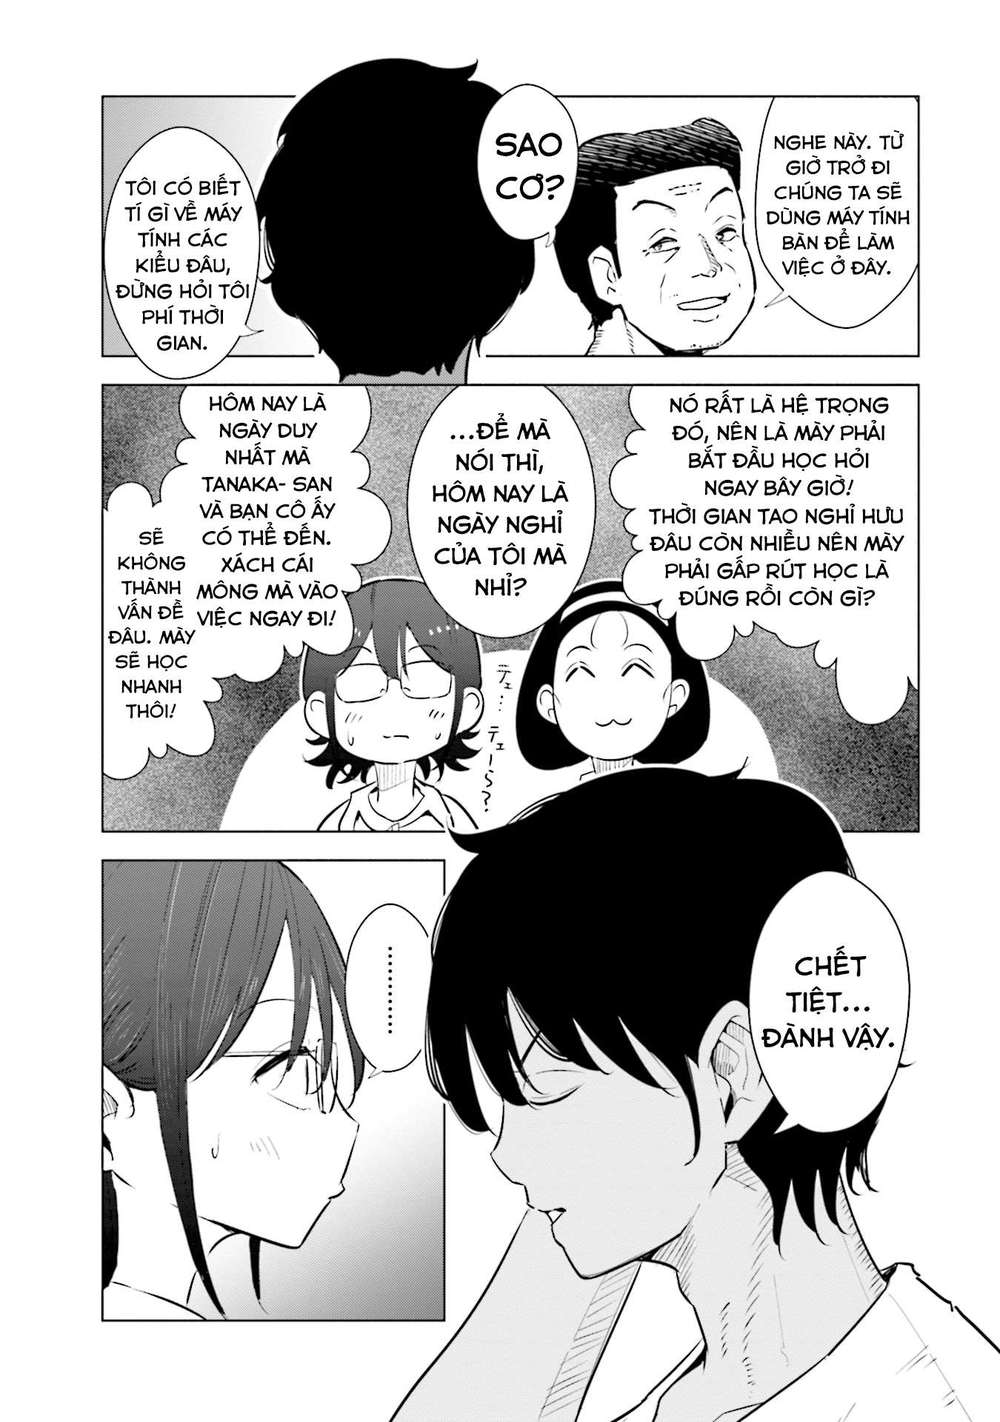 NGHE NÀY. TỪ
GIỜ TRỞ ĐI
CHÚNG TA SẼ
DÙNG MÁY TÍNH
BÀN ĐỂ LÀM
VIỆC Ở ĐÂY.
SAO
CƠ?
TÔI CÓ BIẾT
TÍ GÌ VỀ MÁY
TÍNH CÁC
KIỂU ĐÂU,
ĐỪNG HỎI TÔI
PHÍ THỜI
GIAN.
NÓ RẤT LÀ HỆ TRỌNG
ĐÓ, NÊN LÀ MÀY PHẢI
BẮT ĐẦU HỌC HỎI
NGAY BÂY GIỜ!
THỜI GIAN TAO NGHỈ HƯU
ĐÂU CÒN NHIỀU NÊN MÀY
PHẢI GẤP RÚT HỌC LÀ
ĐÚNG RỒI CÒN GÌ?
...ĐỂ MÀ
NÓI THÌ,
HÔM NAY LÀ
NGÀY NGHỈ
CỦA TÔI MÀ
NHỈ?
HÔM NAY LÀ
NGÀY DUY
NHẤT MÀ
TANAKA- SAN
VÀ BẠN CÔ ẤY
CÓ THỂ ĐẾN.
XÁCH CÁI
MÔNG MÀ VÀO
VIỆC NGAY ĐI!
SẼ
KHÔNG
THÀNH
VẤN ĐỀ
ĐÂU. MÀY
SẼ HỌC
NHANH
THÔI!
テェ...
テェーら?
CHẾT
TIỆT...
ĐÀNH VẬY.
.........